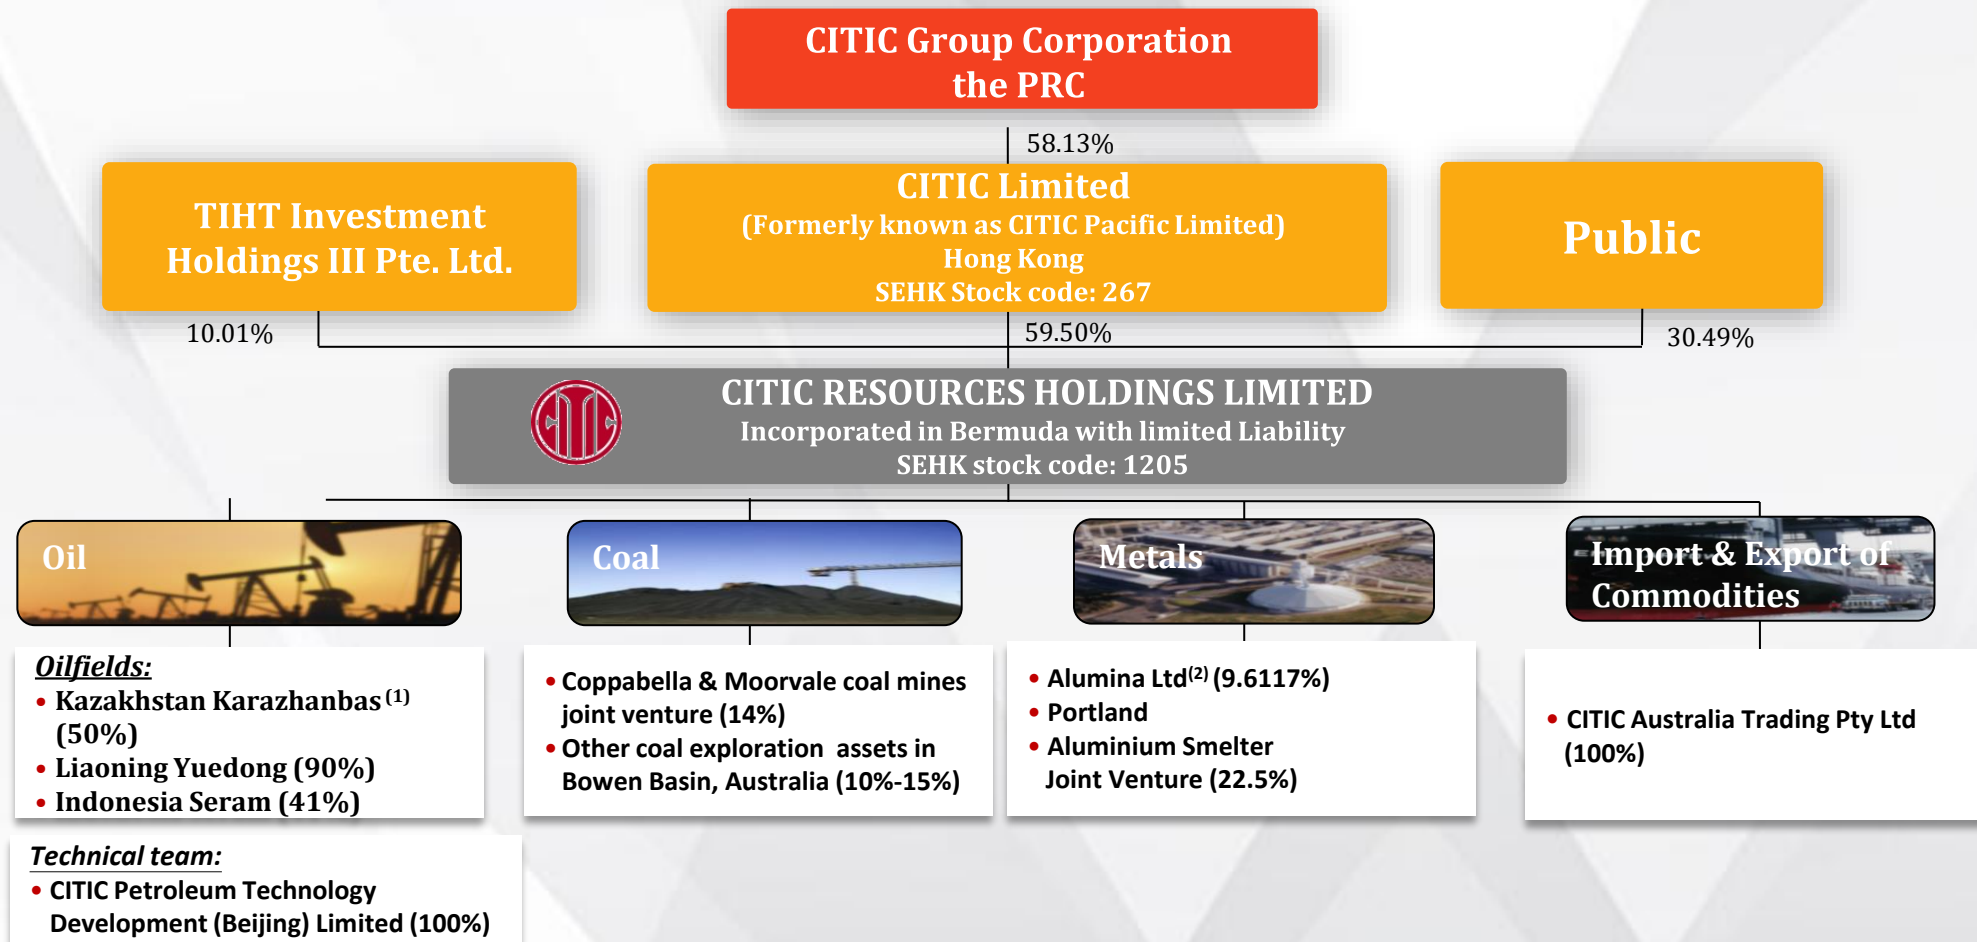 CITIC Group Corporation
the PRC
58.13%
TIHT Investment
Holdings III Pte. Ltd.
CITIC Limited
(Formerly known as CITIC Pacific Limited)
Hong Kong
SEHK Stock code: 267
Public
10.01%
59.50%
30.49%
CITIC RESOURCES HOLDINGS LIMITED
Incorporated in Bermuda with limited Liability
SEHK stock code: 1205
Oil
Coal
Metals
Import & Export of
Commodities
Oilfields:
• Kazakhstan Karazhanbas (1)
(50%)
• Liaoning Yuedong (90%)
• Indonesia Seram (41%)
Technical team:
• CITIC Petroleum Technology
Development (Beijing) Limited (100%)
• Coppabella & Moorvale coal mines
joint venture (14%)
• Other coal exploration assets in
Bowen Basin, Australia (10%-15%)
• Alumina Ltd(2) (9.6117%)
• Portland
• Aluminium Smelter
Joint Venture (22.5%)
• CITIC Australia Trading Pty Ltd
(100%)